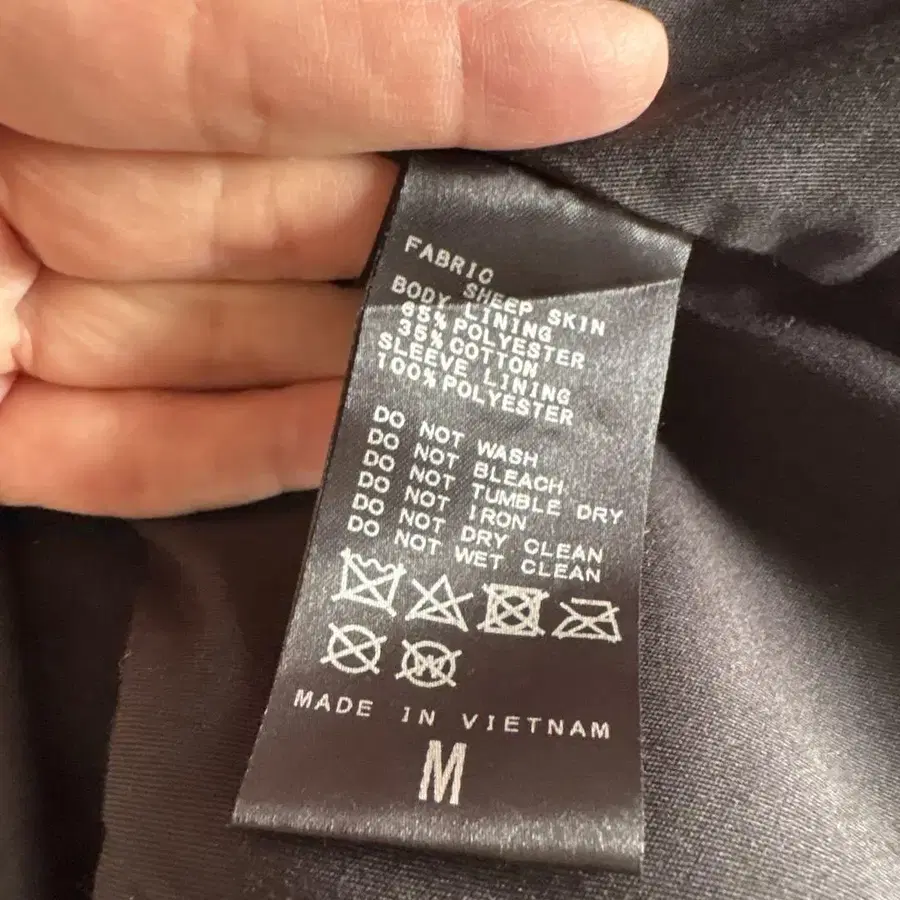 FABRIC
SHEEP SKIN
BODY LINING
65% POLYESTER
35% COTTON
SLEEVE LINING
100% POLYESTER
DO NOT WASH
DO NOT BLEACH
DO NOT TUMBLE DRY
DO NOT IRON
DO NOT DRY CLEAN
DO NOT WET CLEAN
W
MADE IN VIETNAM
M